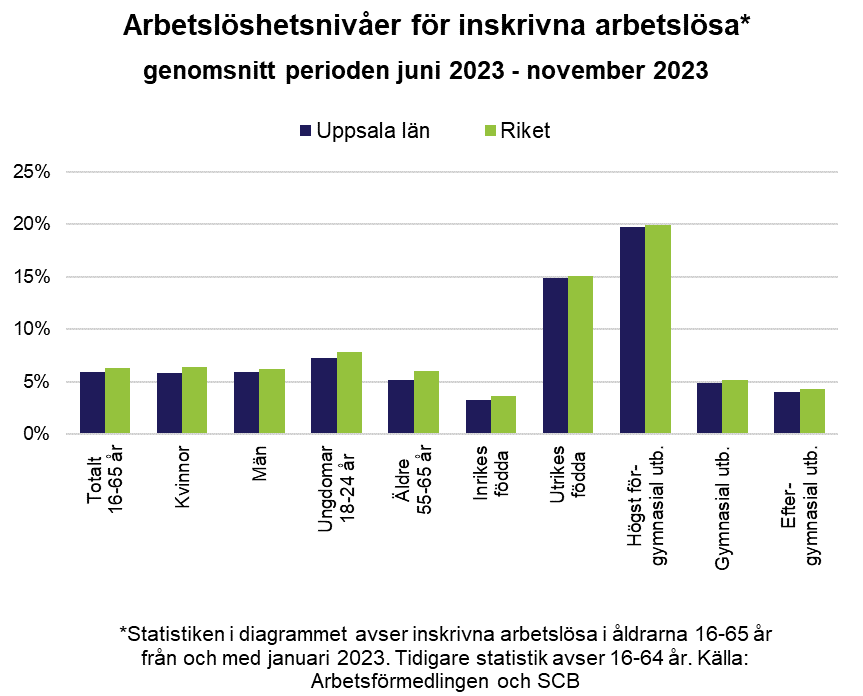 Arbetslöshetsnivåer för inskrivna arbetslösa*
genomsnitt perioden juni 2023 - november 2023
Uppsala län
Riket
25%
20%
15%
10%
5%
0%
Totalt
16-65 år
Kvinnor
Män
Ungdomar
18-24 år
Äldre
55-65 år
Inrikes
födda
Utrikes
födda
Högst för-
gymnasial utb.
Gymnasial utb.
Efter-
gymnasial utb.
*Statistiken i diagrammet avser inskrivna arbetslösa i åldrarna 16-65 år
från och med januari 2023. Tidigare statistik avser 16-64 år. Källa:
Arbetsförmedlingen och SCB